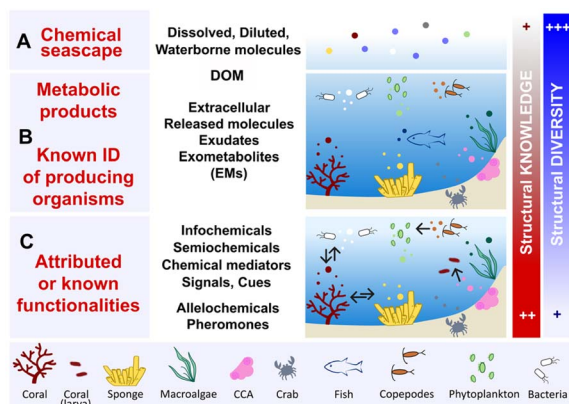 A
Chemical
seascape
Dissolved, Diluted,
Waterborne molecules
DOM
Metabolic
products
B
Known ID
of producing
organisms
Extracellular
Released molecules
Exudates
Exometabolites
(EMs)
C
Attributed
or known
functionalities
Infochemicals
Semiochemicals
Chemical mediators
Signals, Cues
Allelochemicals
Pheromones
+
Structural KNOWLEDGE
++
+++
Structural DIVERSITY
+
Coral
Coral
(larva)
Sponge
Macroalgae
CCA
Crab
Fish
Copepodes
Phytoplankton
Bacteria